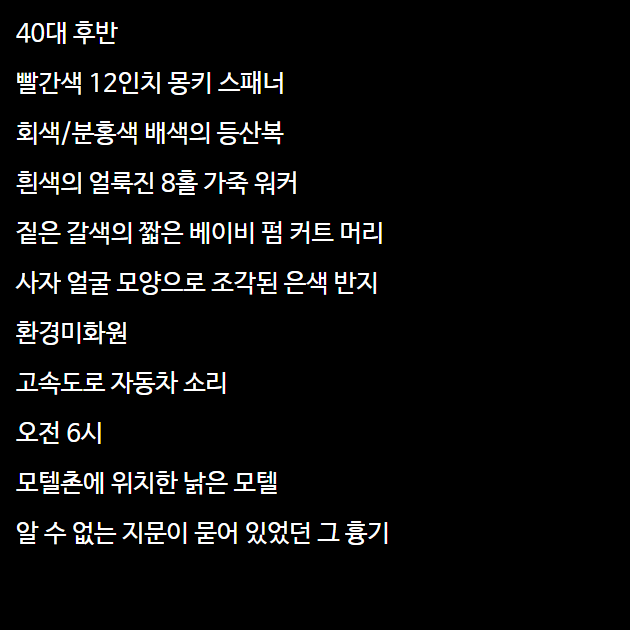 40대 후반
빨간색 12인치 몽키 스패너
회색/분홍색 배색의 등산복
흰색의 얼룩진 8홀 가죽 워커
짙은 갈색의 짧은 베이비 펌 커트 머리
사자 얼굴 모양으로 조각된 은색 반지
환경미화원
고속도로 자동차 소리
오전 6시
모텔촌에 위치한 낡은 모텔
알 수 없는 지문이 묻어 있었던 그 흉기